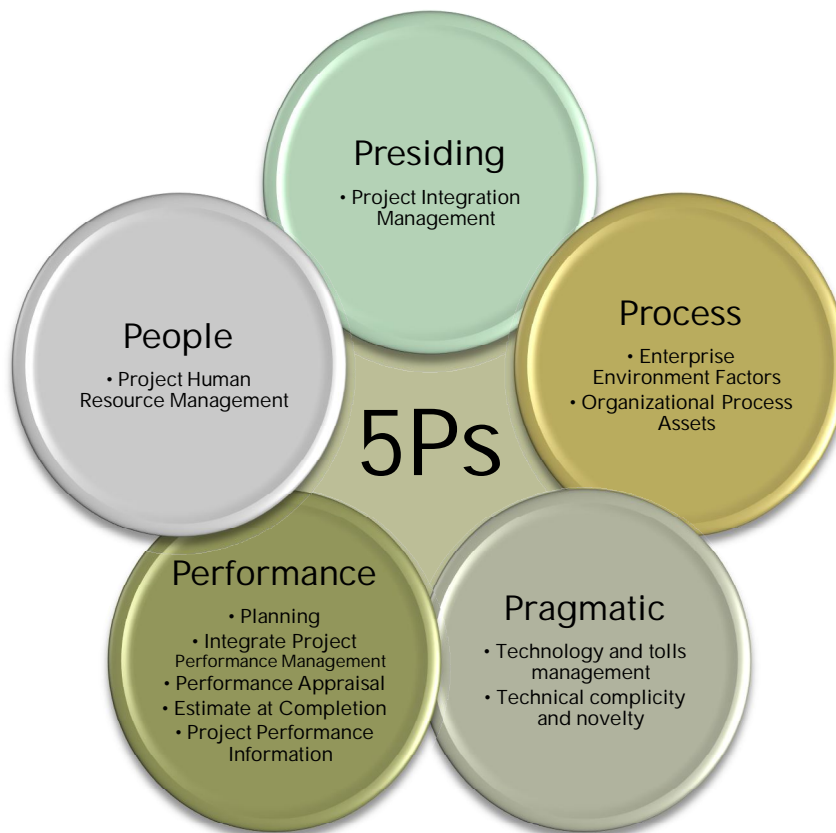 Presiding
• Project Integration
Management
Process
• Enterprise
Environment Factors
• Organizational Process
Assets
Pragmatic
• Technology and tolls
management
• Technical complicity
and novelty
Performance
• Planning
• Integrate Project
Performance Management
• Performance Appraisal
• Estimate at Completion
• Project Performance
Information
People
• Project Human
Resource Management
5Ps